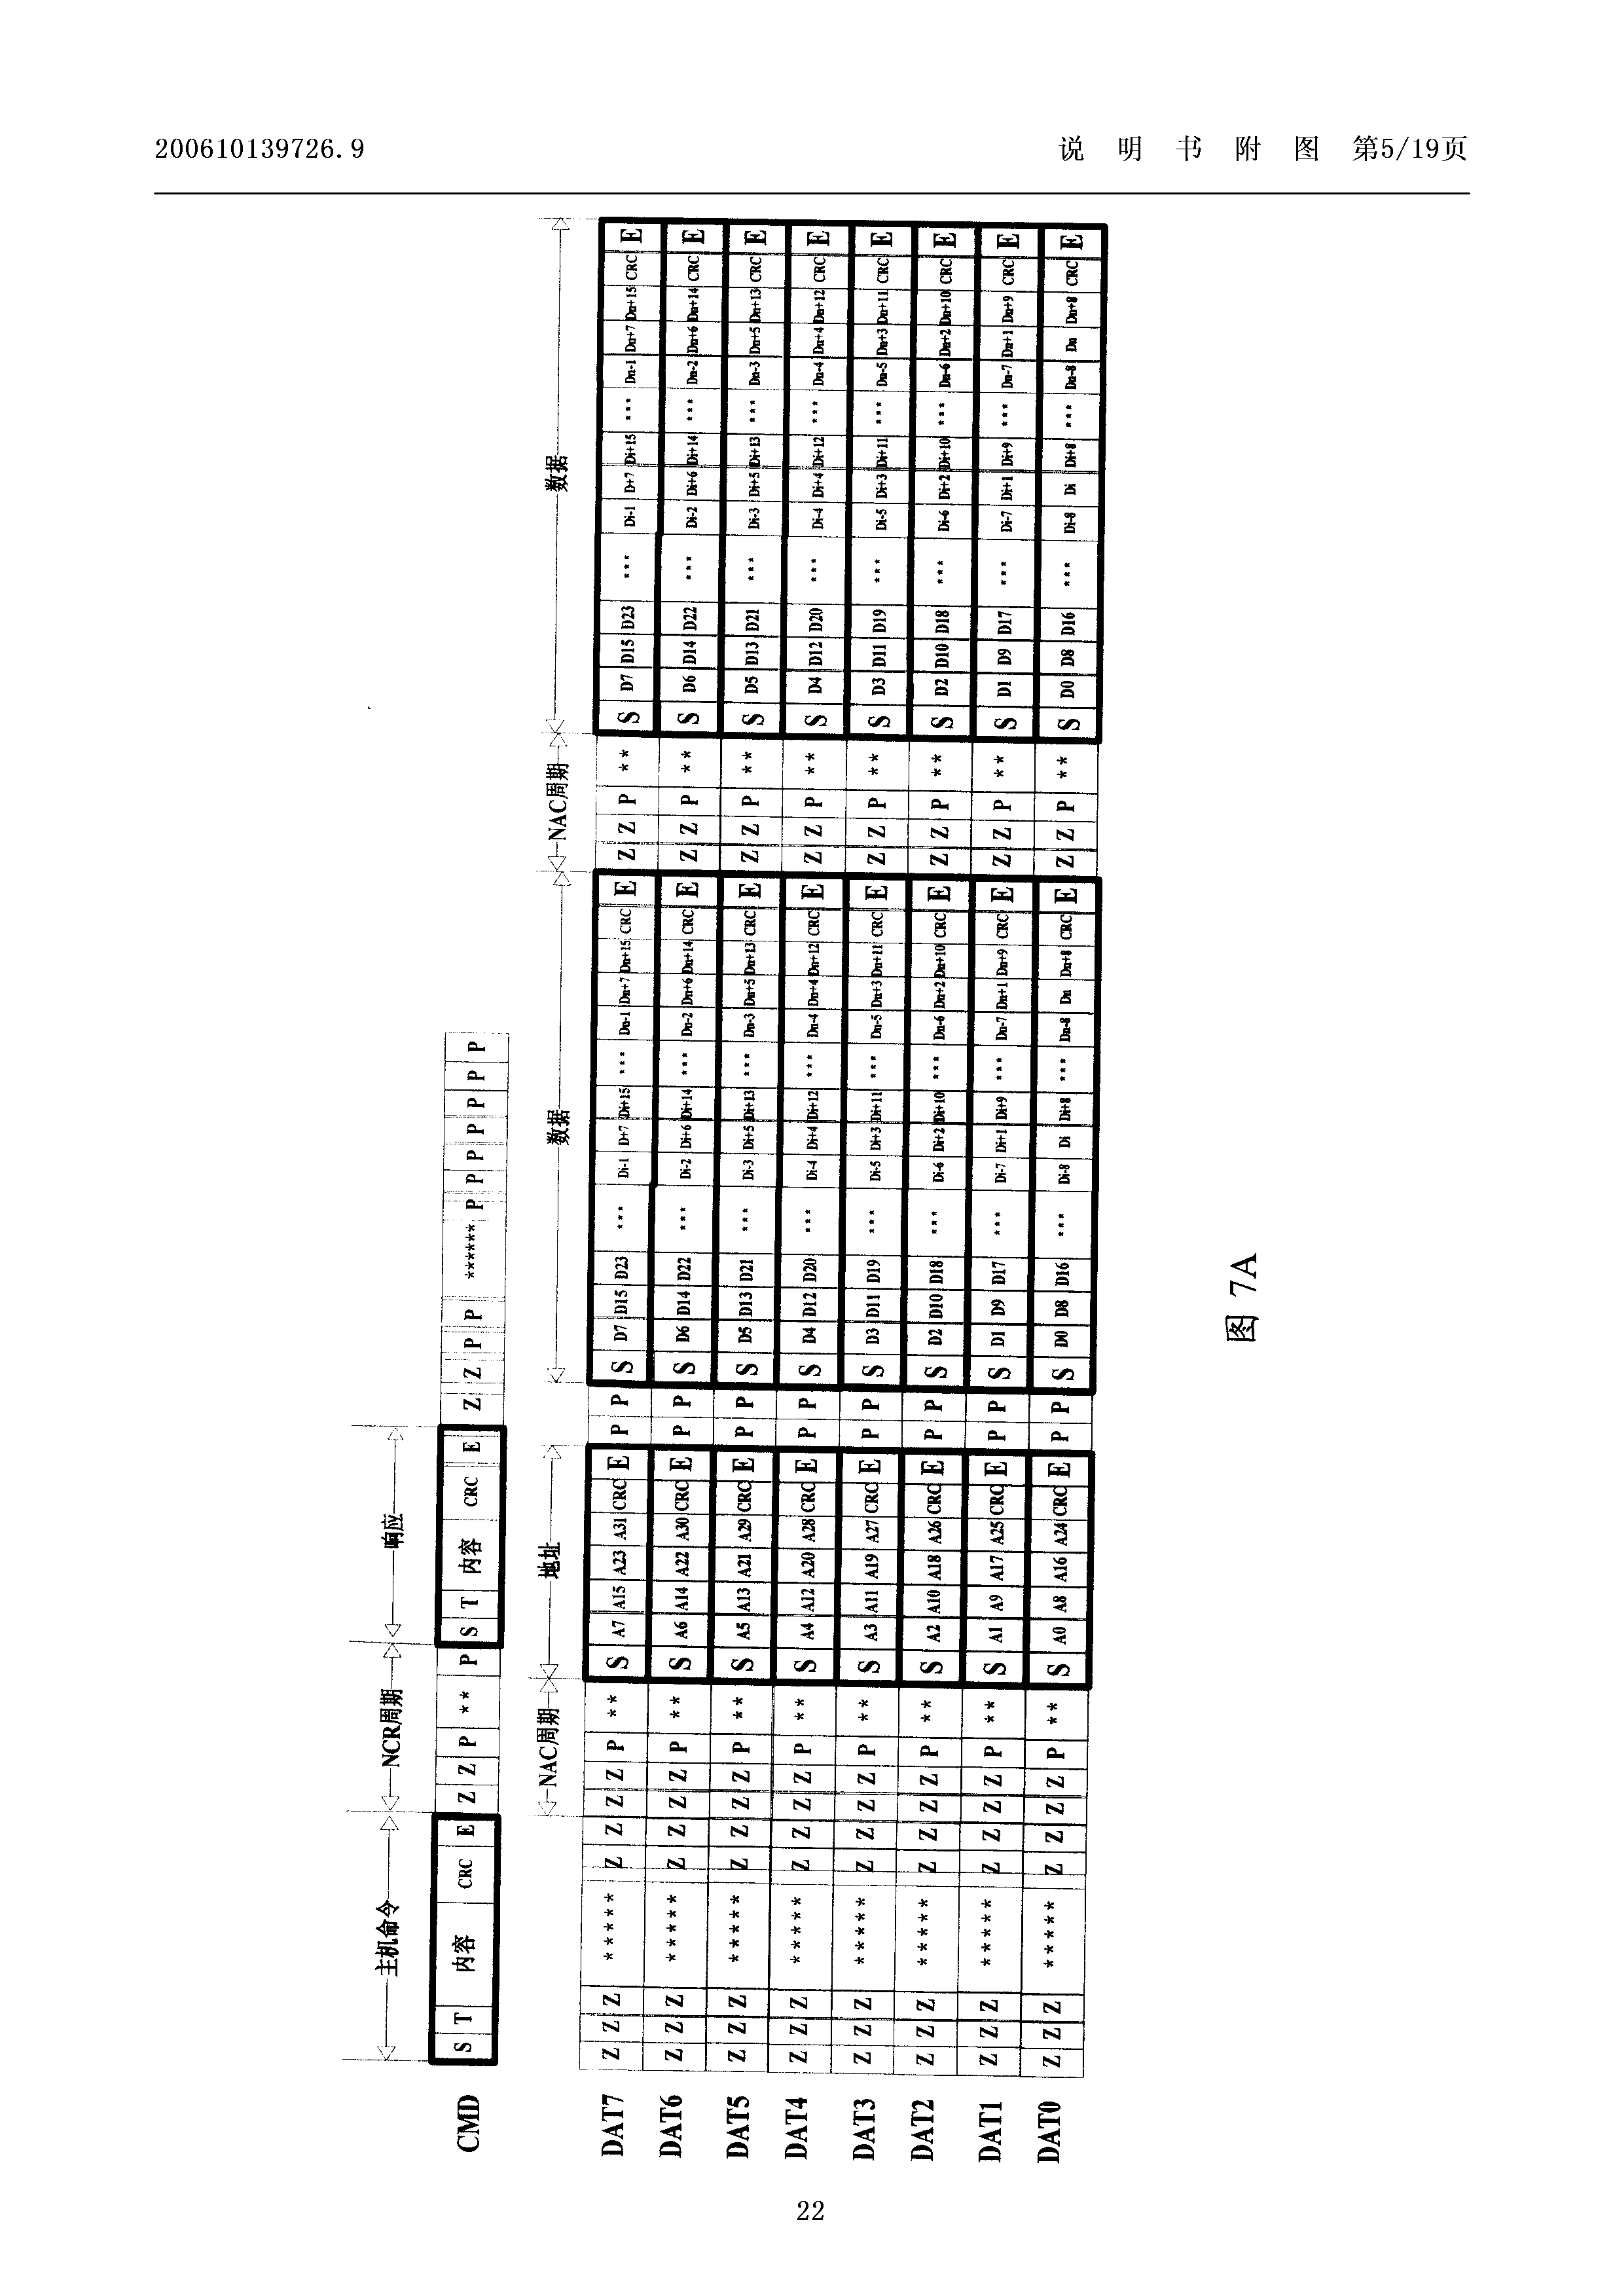 200610139726.9 说 明 书 附 图 第5/19页
主机命令 NCR周期 响应
CMD S T 内容 CRC E Z Z P ** P S T 内容 CRC E Z Z P P ****** P P P P P P P
NAC周期 地址 数据 NAC周期 数据
DAT7 Z Z Z ***** Z Z Z Z P ** S A7 A15 A23 A31 CRC E P P S D7 D15 D23 *** Di-1 D+7 Di+15 *** Dn-1 Dn+7 Dn+15 CRC E Z Z P ** S D7 D15 D23 *** Di-1 D+7 Di+15 *** Dn-1 Dn+7 Dn+15 CRC E
DAT6 Z Z Z ***** Z Z Z Z P ** S A6 A14 A22 A30 CRC E P P S D6 D14 D22 *** Di-2 Di+6 Di+14 *** Dn-2 Dn+6 Dn+14 CRC E Z Z P ** S D6 D14 D22 *** Di-2 Di+6 Di+14 *** Dn-2 Dn+6 Dn+14 CRC E
DAT5 Z Z Z ***** Z Z Z Z P ** S A5 A13 A21 A29 CRC E P P S D5 D13 D21 *** Di-3 Di+5 Di+13 *** Dn-3 Dn+5 Dn+13 CRC E Z Z P ** S D5 D13 D21 *** Di-3 Di+5 Di+13 *** Dn-3 Dn+5 Dn+13 CRC E
DAT4 Z Z Z ***** Z Z Z Z P ** S A4 A12 A20 A28 CRC E P P S D4 D12 D20 *** Di-4 Di+4 Di+12 *** Dn-4 Dn+4 Dn+12 CRC E Z Z P ** S D4 D12 D20 *** Di-4 Di+4 Di+12 *** Dn-4 Dn+4 Dn+12 CRC E
DAT3 Z Z Z ***** Z Z Z Z P ** S A3 A11 A19 A27 CRC E P P S D3 D11 D19 *** Di-5 Di+3 Di+11 *** Dn-5 Dn+3 Dn+11 CRC E Z Z P ** S D3 D11 D19 *** Di-5 Di+3 Di+11 *** Dn-5 Dn+3 Dn+11 CRC E
DAT2 Z Z Z ***** Z Z Z Z P ** S A2 A10 A18 A26 CRC E P P S D2 D10 D18 *** Di-6 Di+2 Di+10 *** Dn-6 Dn+2 Dn+10 CRC E Z Z P ** S D2 D10 D18 *** Di-6 Di+2 Di+10 *** Dn-6 Dn+2 Dn+10 CRC E
DAT1 Z Z Z ***** Z Z Z Z P ** S A1 A9 A17 A25 CRC E P P S D1 D9 D17 *** Di-7 Di+1 Di+9 *** Dn-7 Dn+1 Dn+9 CRC E Z Z P ** S D1 D9 D17 *** Di-7 Di+1 Di+9 *** Dn-7 Dn+1 Dn+9 CRC E
DAT0 Z Z Z ***** Z Z Z Z P ** S A0 A8 A16 A24 CRC E P P S D0 D8 D16 *** Di-8 Di Di+8 *** Dn-8 Dn Dn+8 CRC E Z Z P ** S D0 D8 D16 *** Di-8 Di Di+8 *** Dn-8 Dn Dn+8 CRC E
图 7A
22